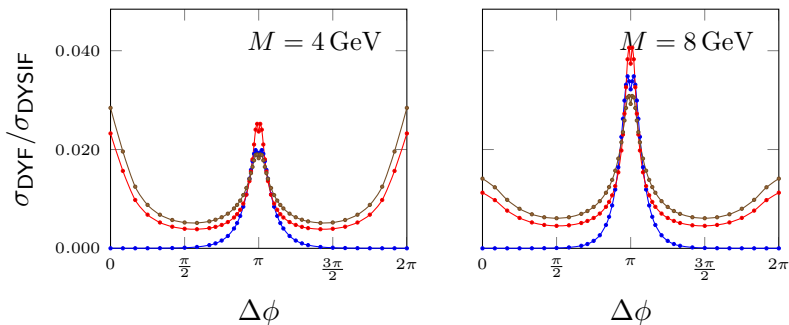 M = 4 GeV
M = 8 GeV
σ_DYF/σ_DYSIF
0.040
0.020
0.000
0 π/2 π 3π/2 2π
0 π/2 π 3π/2 2π
Δϕ
Δϕ